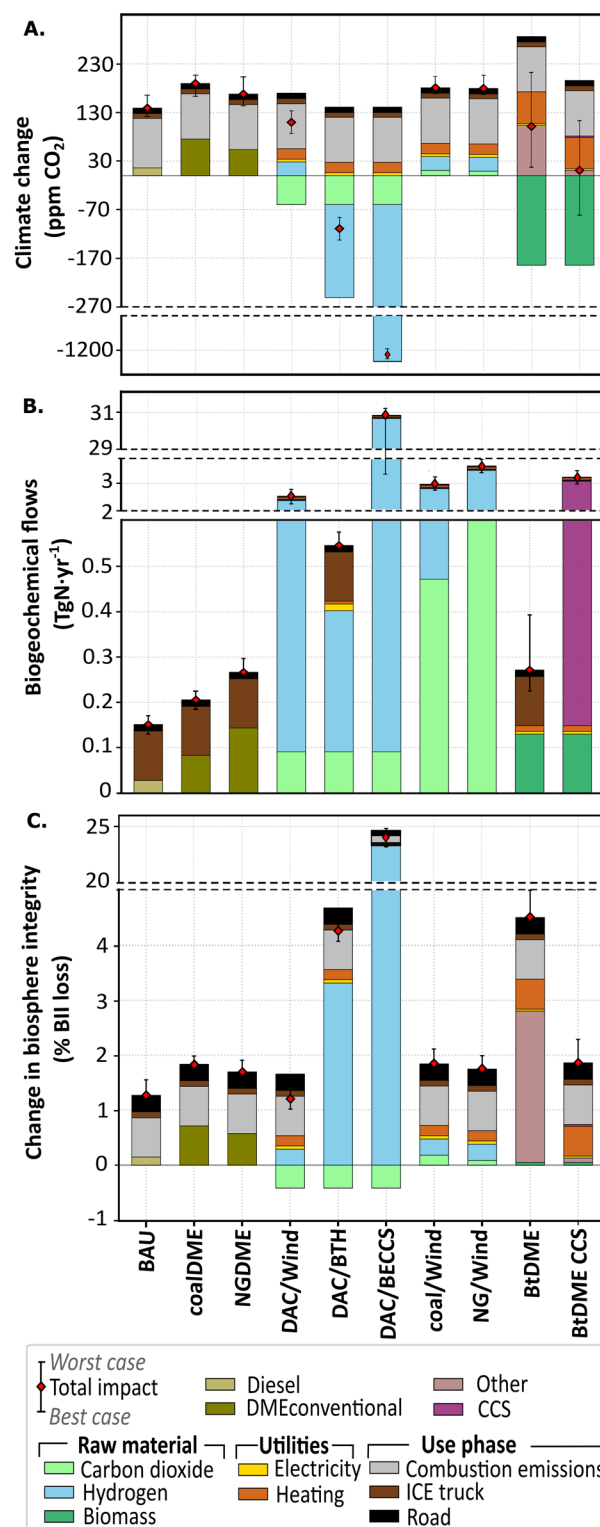 A.
Climate change
(ppm CO2)
230
130
30
-70
-170
-270
-1200
B.
Biogeochemical flows
(TgN·yr-1)
31
29
3
2
2
0.5
0.4
0.3
0.2
0.1
0
C.
Change in biosphere integrity
(% BII loss)
25
20
4
3
2
1
0
-1
BAU
coalDME
NGDME
DAC/Wind
DAC/BTH
DAC/BECCS
coal/Wind
NG/Wind
BtDME
BtDME CCS
Worst case
Total impact
Best case
Diesel
DMEconventional
Other
CCS
Raw material
Utilities
Use phase
Carbon dioxide
Electricity
Combustion emissions
Hydrogen
Heating
ICE truck
Biomass
Road